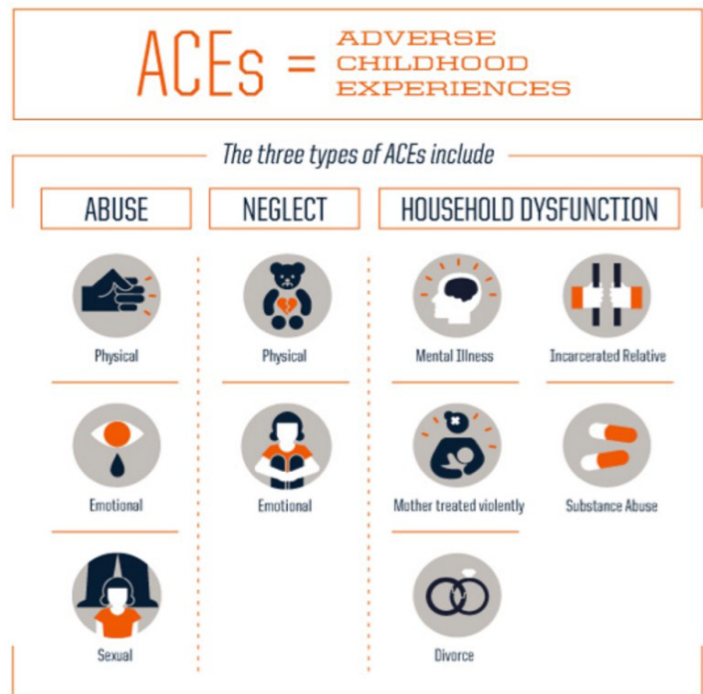 ACEs = ADVERSE
CHILDHOOD
EXPERIENCES
The three types of ACEs include
ABUSE
NEGLECT
HOUSEHOLD DYSFUNCTION
Physical
Physical
Mental Illness
Incarcerated Relative
Emotional
Emotional
Mother treated violently
Substance Abuse
Sexual
Divorce